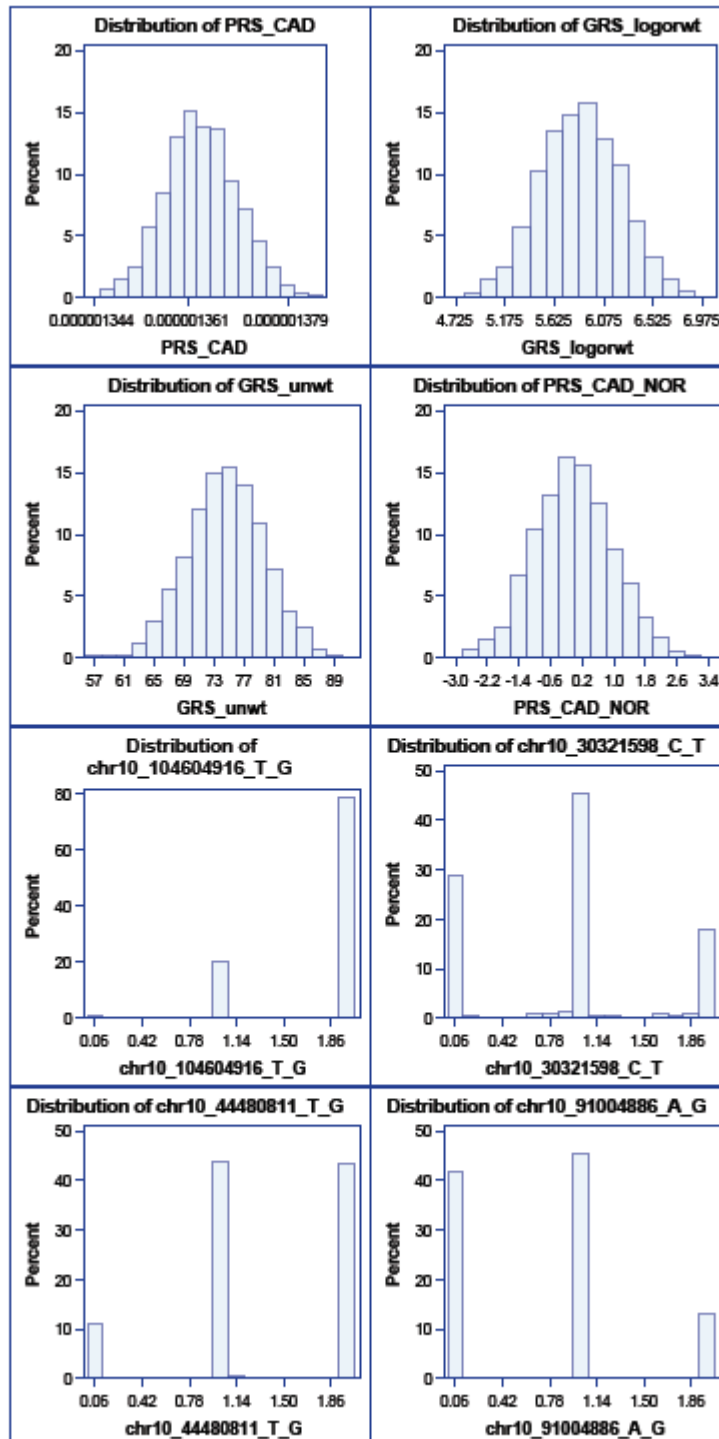 Distribution of PRS_CAD
20
15
10
5
0
Percent
0.000001344 0.000001361 0.000001379
PRS_CAD
Distribution of GRS_logorwt
20
15
10
5
0
Percent
4.725 5.175 5.625 6.075 6.525 6.975
GRS_logorwt
Distribution of GRS_unwt
20
15
10
5
0
Percent
57 61 65 69 73 77 81 85 89
GRS_unwt
Distribution of PRS_CAD_NOR
20
15
10
5
0
Percent
-3.0 -2.2 -1.4 -0.6 0.2 1.0 1.8 2.6 3.4
PRS_CAD_NOR
Distribution of
chr10_104604916_T_G
80
60
40
20
0
Percent
0.06 0.42 0.78 1.14 1.50 1.86
chr10_104604916_T_G
Distribution of chr10_30321598_C_T
50
40
30
20
10
0
Percent
0.06 0.42 0.78 1.14 1.50 1.86
chr10_30321598_C_T
Distribution of chr10_44480811_T_G
50
40
30
20
10
0
Percent
0.06 0.42 0.78 1.14 1.50 1.86
chr10_44480811_T_G
Distribution of chr10_91004886_A_G
50
40
30
20
10
0
Percent
0.06 0.42 0.78 1.14 1.50 1.86
chr10_91004886_A_G